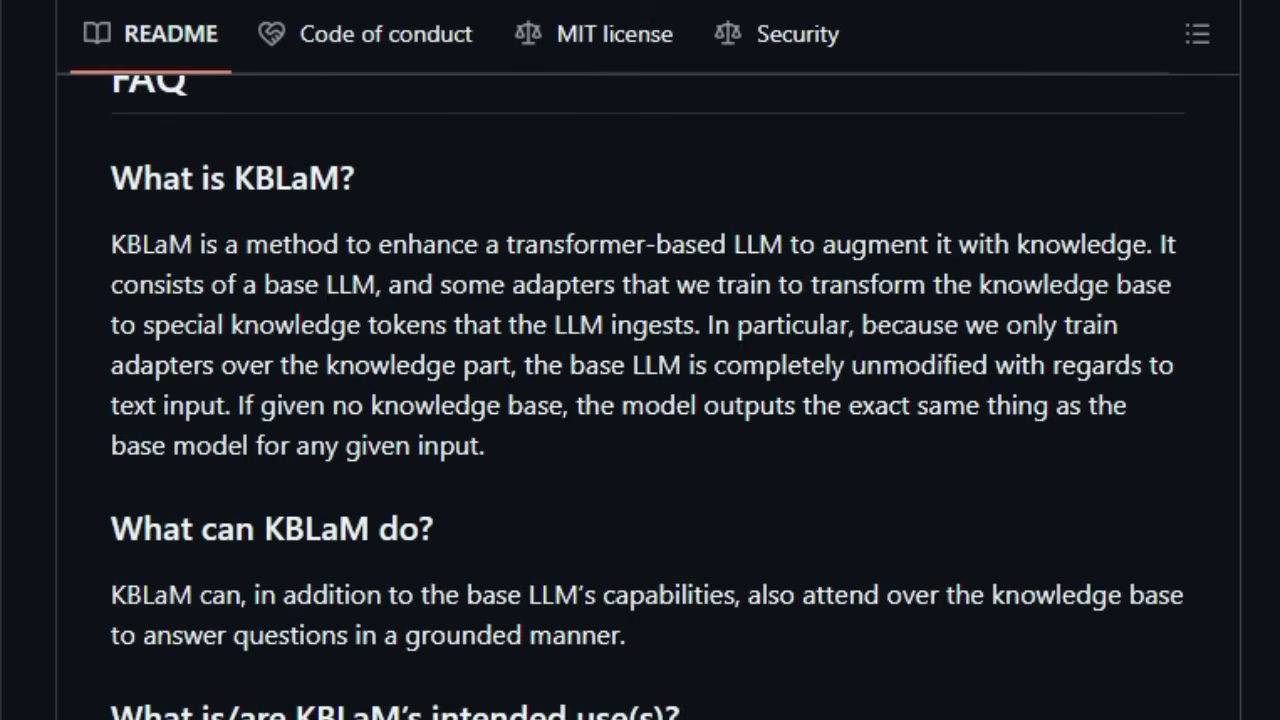 README Code of conduct MIT license Security
FAQ
What is KBLaM?
KBLaM is a method to enhance a transformer-based LLM to augment it with knowledge. It
consists of a base LLM, and some adapters that we train to transform the knowledge base
to special knowledge tokens that the LLM ingests. In particular, because we only train
adapters over the knowledge part, the base LLM is completely unmodified with regards to
text input. If given no knowledge base, the model outputs the exact same thing as the
base model for any given input.
What can KBLaM do?
KBLaM can, in addition to the base LLM’s capabilities, also attend over the knowledge base
to answer questions in a grounded manner.
What is/are KBLaM’s intended use(s)?